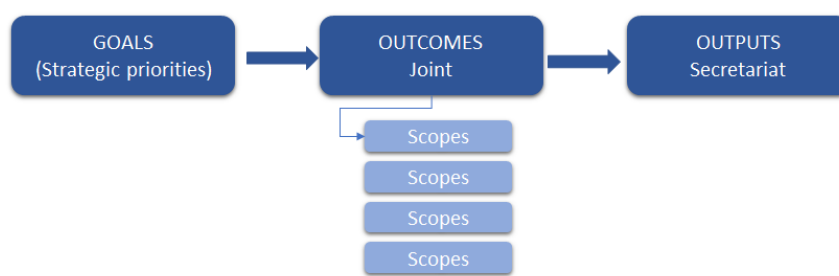 GOALS
(Strategic priorities)
OUTCOMES
Joint
OUTPUTS
Secretariat
Scopes
Scopes
Scopes
Scopes